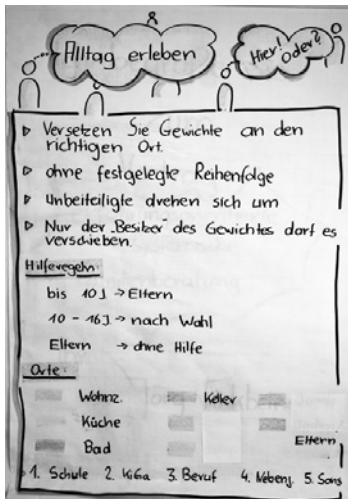 Alltag erleben
Hier! oder?
▷ Versetzen Sie Gewichte an den
richtigen Ort.
▷ ohne festgelegte Reihenfolge
▷ Unbeteiligte drehen sich um
▷ Nur der "Besitzer" des Gewichtes darf es
verschieben.
Hilferegeln:
bis 10J → Eltern
10 - 16J → nach Wahl
Eltern → ohne Hilfe
Orte:
Wohnz. Keller
Küche
Bad Eltern
1. Schule 2. KiGa 3. Beruf 4. Nebenj. 5. Sons